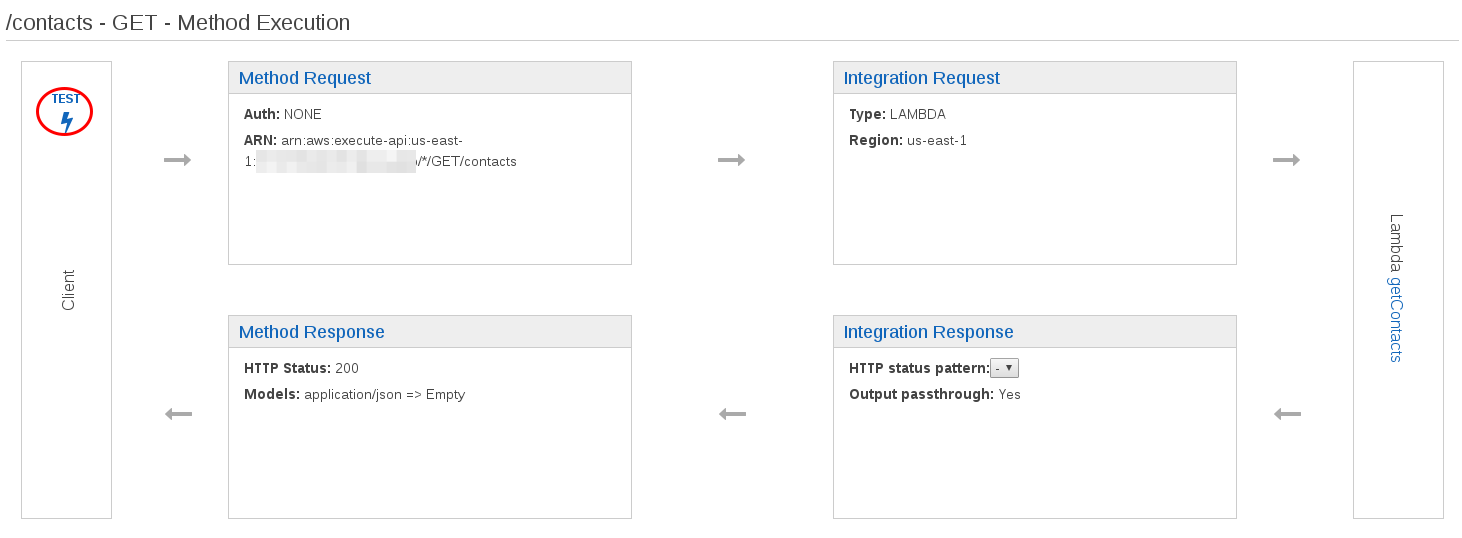 /contacts - GET - Method Execution
TEST
Client
Method Request
Auth: NONE
ARN: arn:aws:execute-api:us-east-
1: /*/GET/contacts
Integration Request
Type: LAMBDA
Region: us-east-1
Lambda getContacts
Method Response
HTTP Status: 200
Models: application/json => Empty
Integration Response
HTTP status pattern: -
Output passthrough: Yes